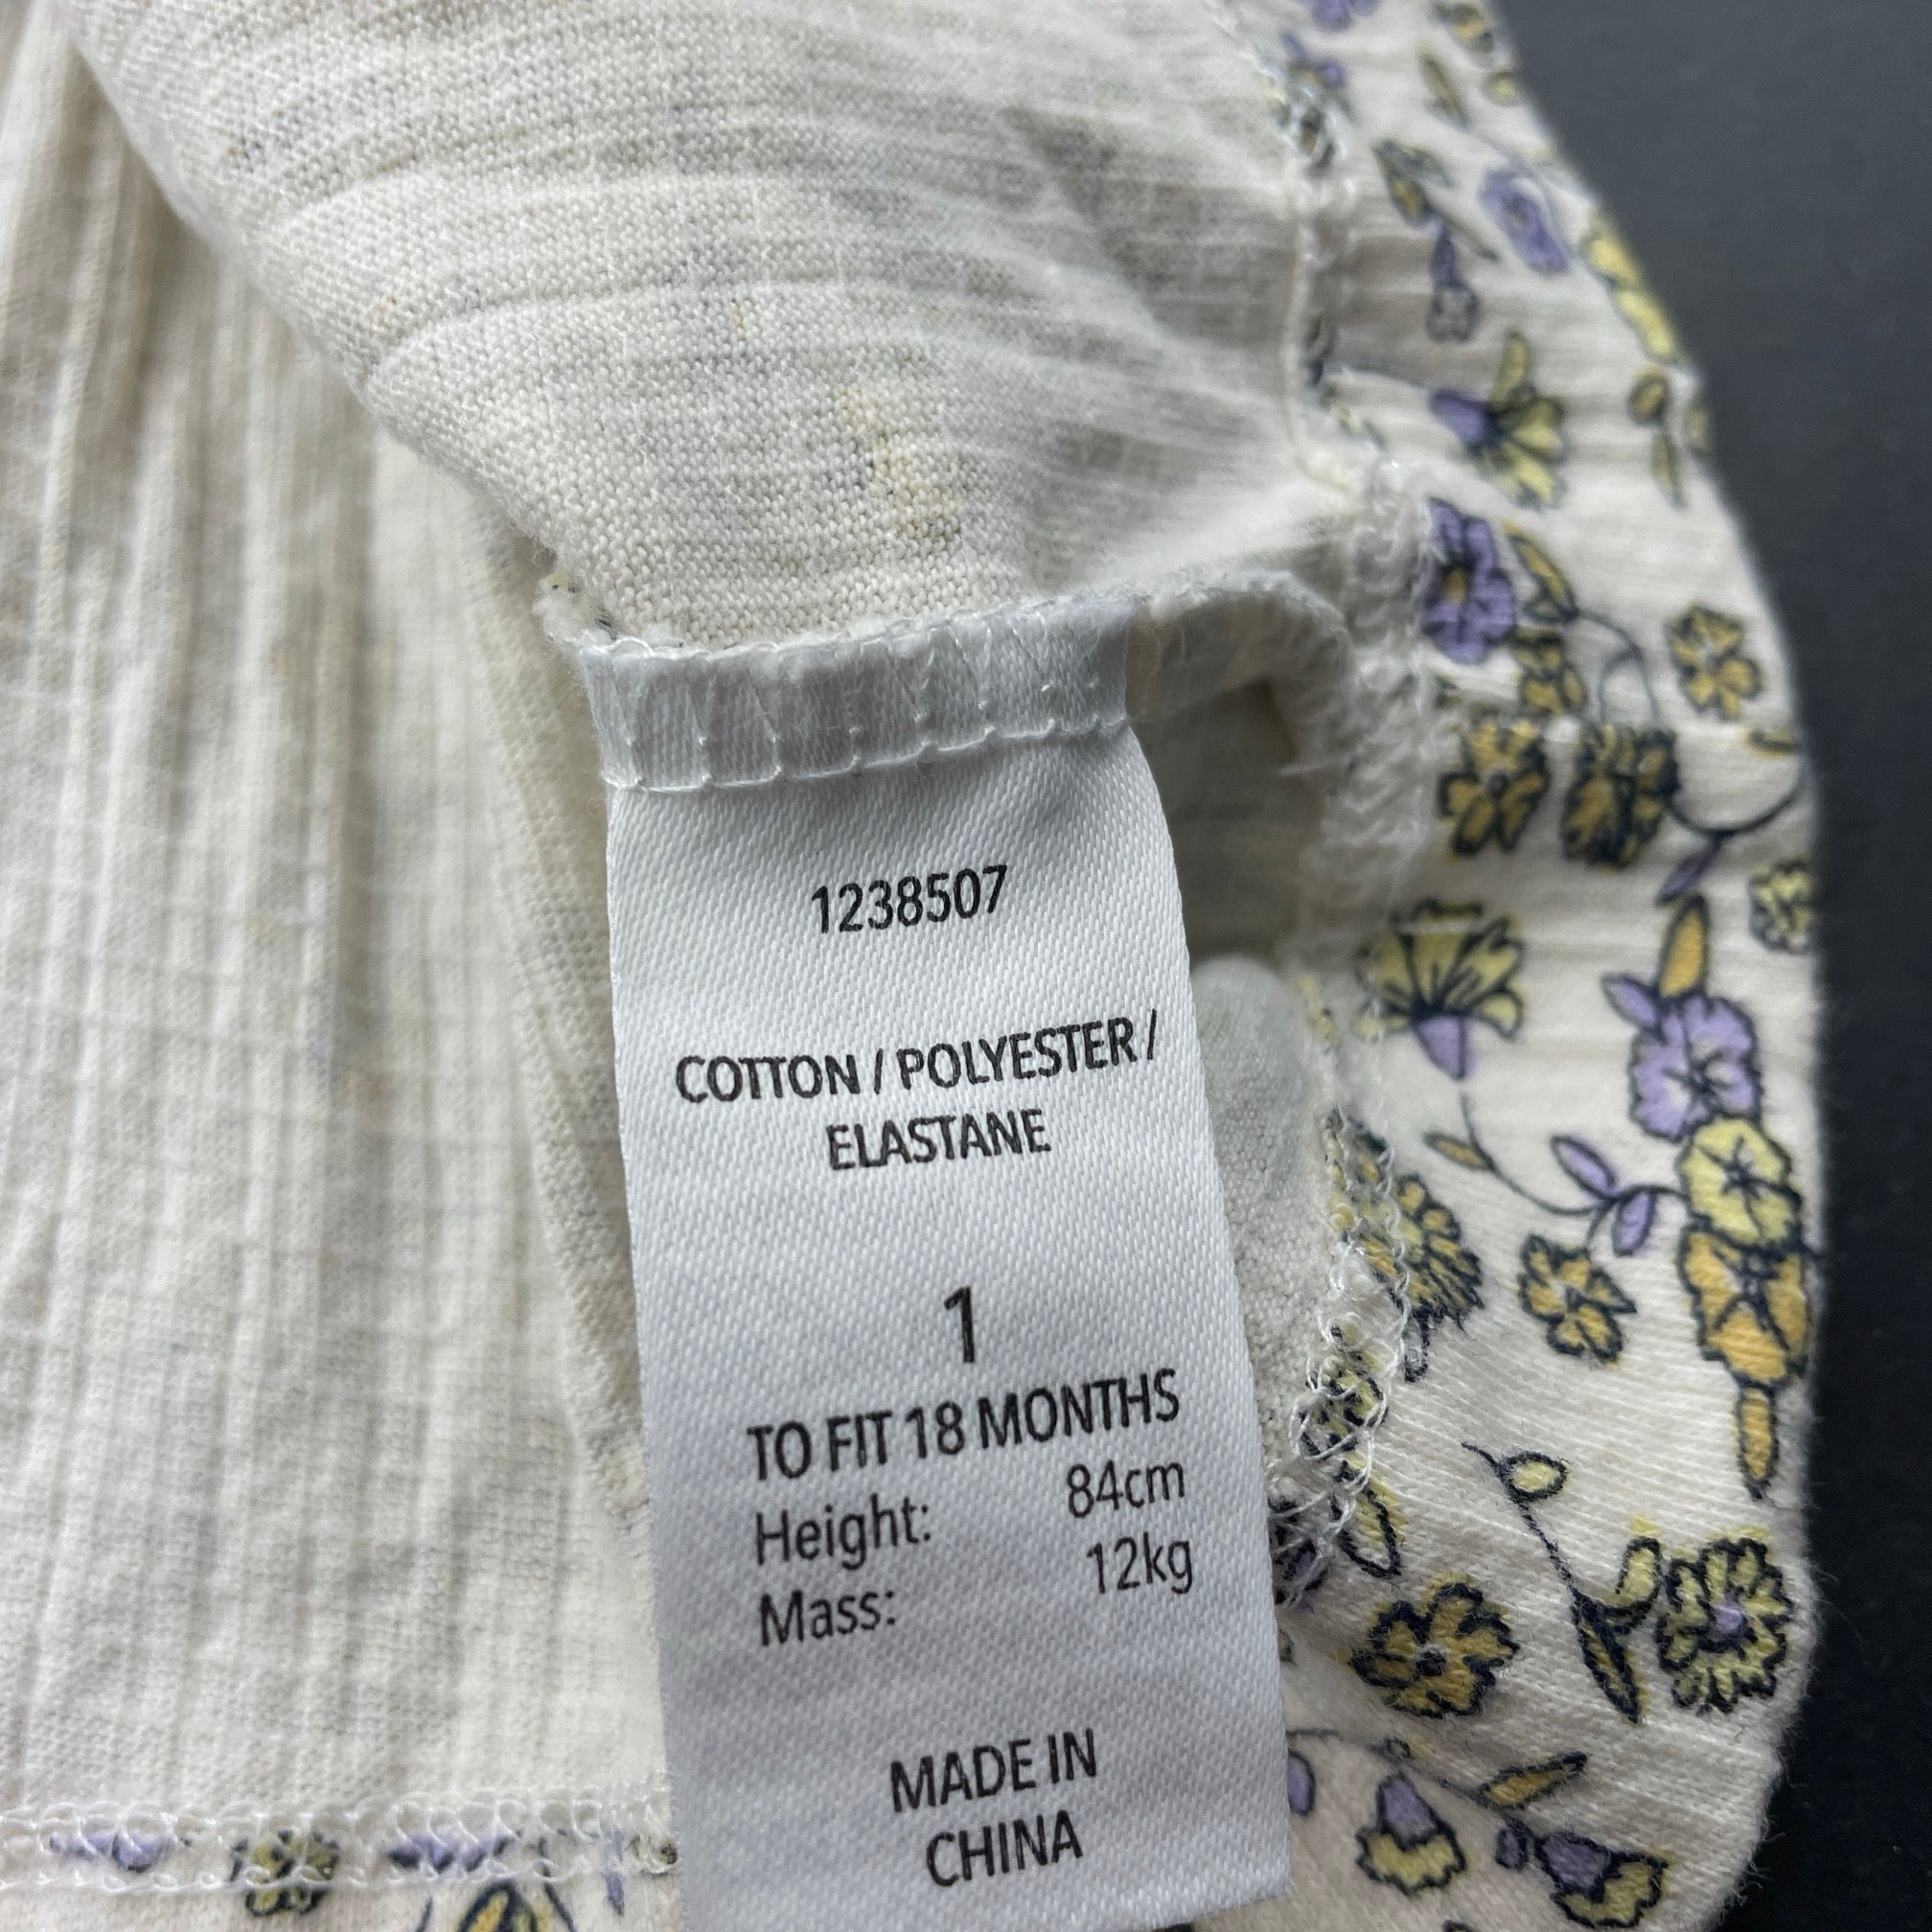 1238507
COTTON / POLYESTER /
ELASTANE
1
TO FIT 18 MONTHS
Height: 84cm
Mass: 12kg
MADE IN
CHINA